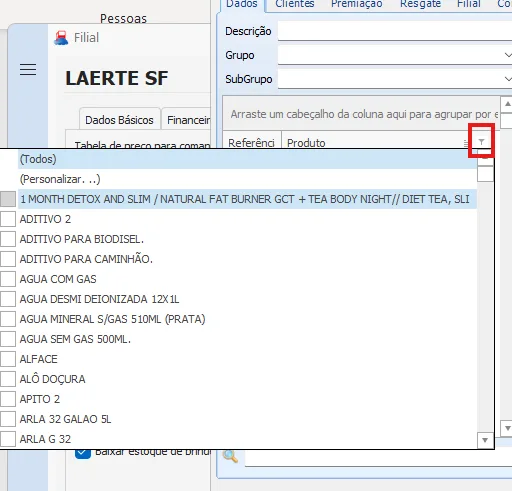 Pessoas
Dados Clientes Premiação Resgate Filial
Filial
Descrição
Grupo
LAERTE SF
SubGrupo
Arraste um cabeçalho da coluna aqui para agrupar por e
Dados Básicos Financeir
Tabela de preço para coman
Referênci Produto
(Todos)
(Personalizar. ..)
1 MONTH DETOX AND SLIM / NATURAL FAT BURNER GCT + TEA BODY NIGHT// DIET TEA, SLI
ADITIVO 2
ADITIVO PARA BIODISEL.
ADITIVO PARA CAMINHÃO.
AGUA COM GAS
AGUA DESMI DEIONIZADA 12X1L
AGUA MINERAL S/GAS 510ML (PRATA)
AGUA SEM GAS 500ML.
ALFACE
ALÔ DOÇURA
APITO 2
ARLA 32 GALAO 5L
ARLA G 32
Baixar estoque de brind